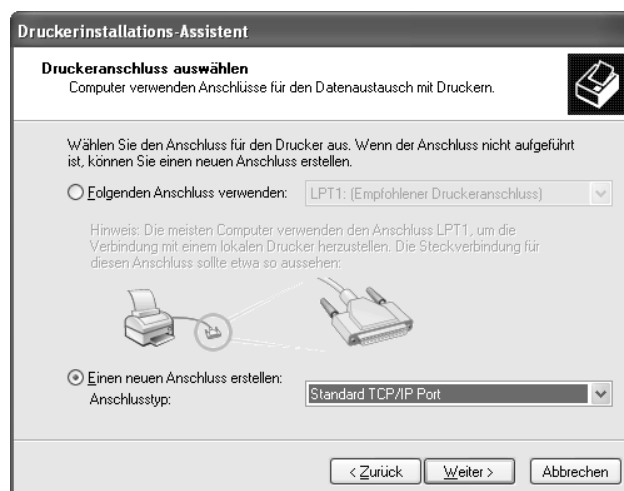 Druckerinstallations-Assistent
Druckeranschluss auswählen
Computer verwenden Anschlüsse für den Datenaustausch mit Druckern.
Wählen Sie den Anschluss für den Drucker aus. Wenn der Anschluss nicht aufgeführt
ist, können Sie einen neuen Anschluss erstellen.
Folgenden Anschluss verwenden: LPT1: (Empfohlener Druckeranschluss)
Hinweis: Die meisten Computer verwenden den Anschluss LPT1, um die
Verbindung mit einem lokalen Drucker herzustellen. Die Steckverbindung für
diesen Anschluss sollte etwa so aussehen:
Einen neuen Anschluss erstellen:
Anschlusstyp: Standard TCP/IP Port
< Zurück Weiter > Abbrechen